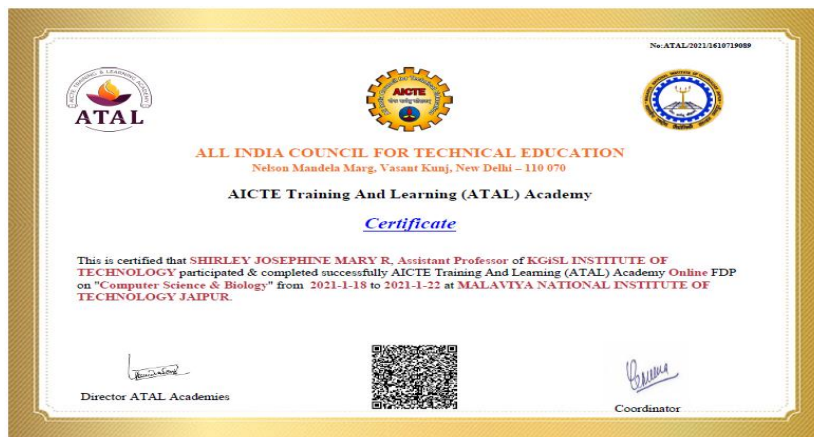 No:ATAL/2021/1610719089
ATAL
AICTE
ALL INDIA COUNCIL FOR TECHNICAL EDUCATION
Nelson Mandela Marg, Vasant Kunj, New Delhi – 110 070
AICTE Training And Learning (ATAL) Academy
Certificate
This is certified that SHIRLEY JOSEPHINE MARY R, Assistant Professor of KGiSL INSTITUTE OF
TECHNOLOGY participated & completed successfully AICTE Training And Learning (ATAL) Academy Online FDP
on "Computer Science & Biology" from 2021-1-18 to 2021-1-22 at MALAVIYA NATIONAL INSTITUTE OF
TECHNOLOGY JAIPUR.
Director ATAL Academies
Coordinator